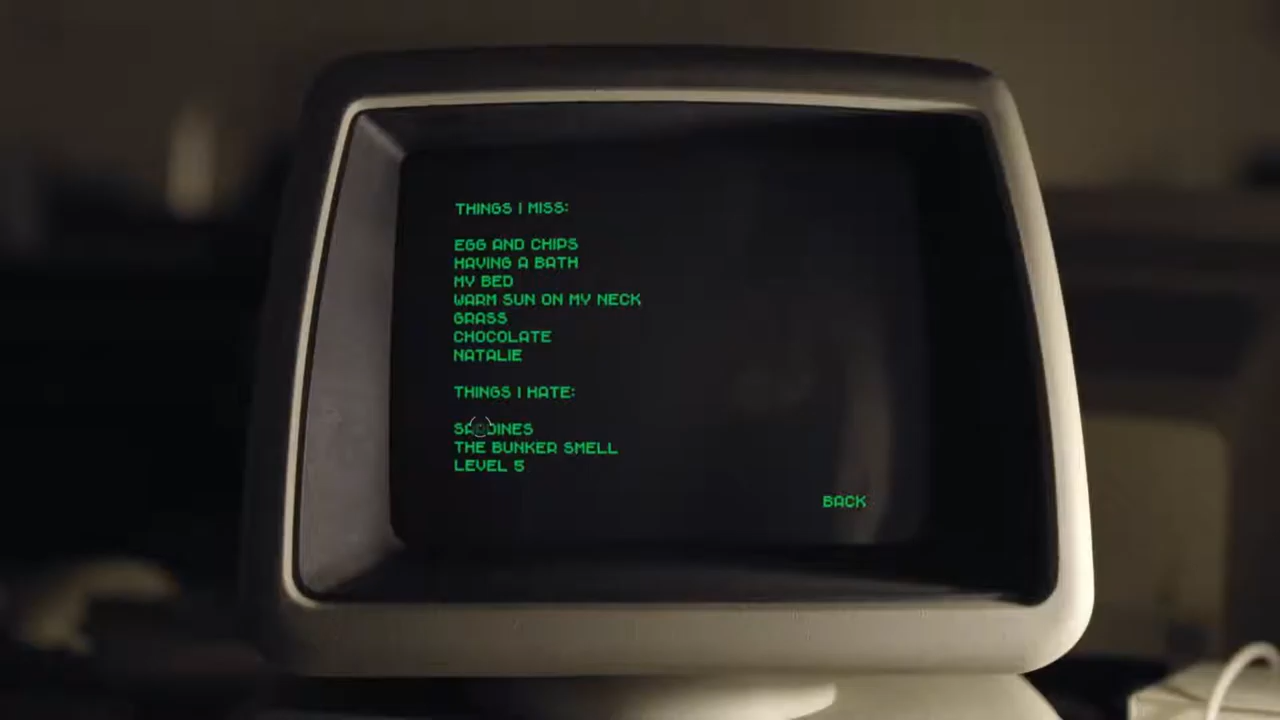 THINGS I MISS:
EGG AND CHIPS
HAVING A BATH
MY BED
WARM SUN ON MY NECK
GRASS
CHOCOLATE
NATALIE
THINGS I HATE:
SARDINES
THE BUNKER SMELL
LEVEL 5
BACK